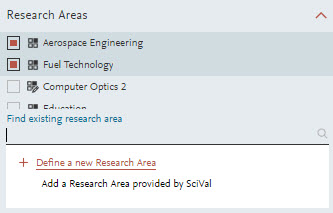 Research Areas
Aerospace Engineering
Fuel Technology
Computer Optics 2
Education
Find existing research area
+ Define a new Research Area
Add a Research Area provided by SciVal